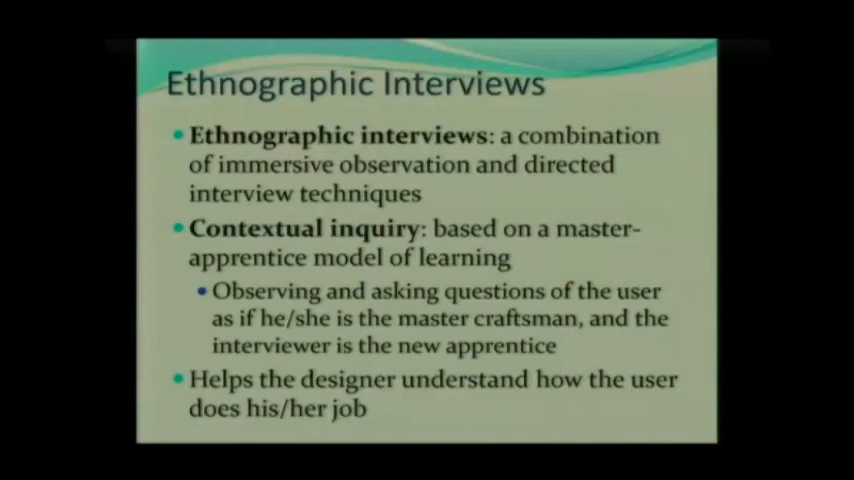 Ethnographic Interviews
• Ethnographic interviews: a combination
of immersive observation and directed
interview techniques
• Contextual inquiry: based on a master-
apprentice model of learning
• Observing and asking questions of the user
as if he/she is the master craftsman, and the
interviewer is the new apprentice
• Helps the designer understand how the user
does his/her job